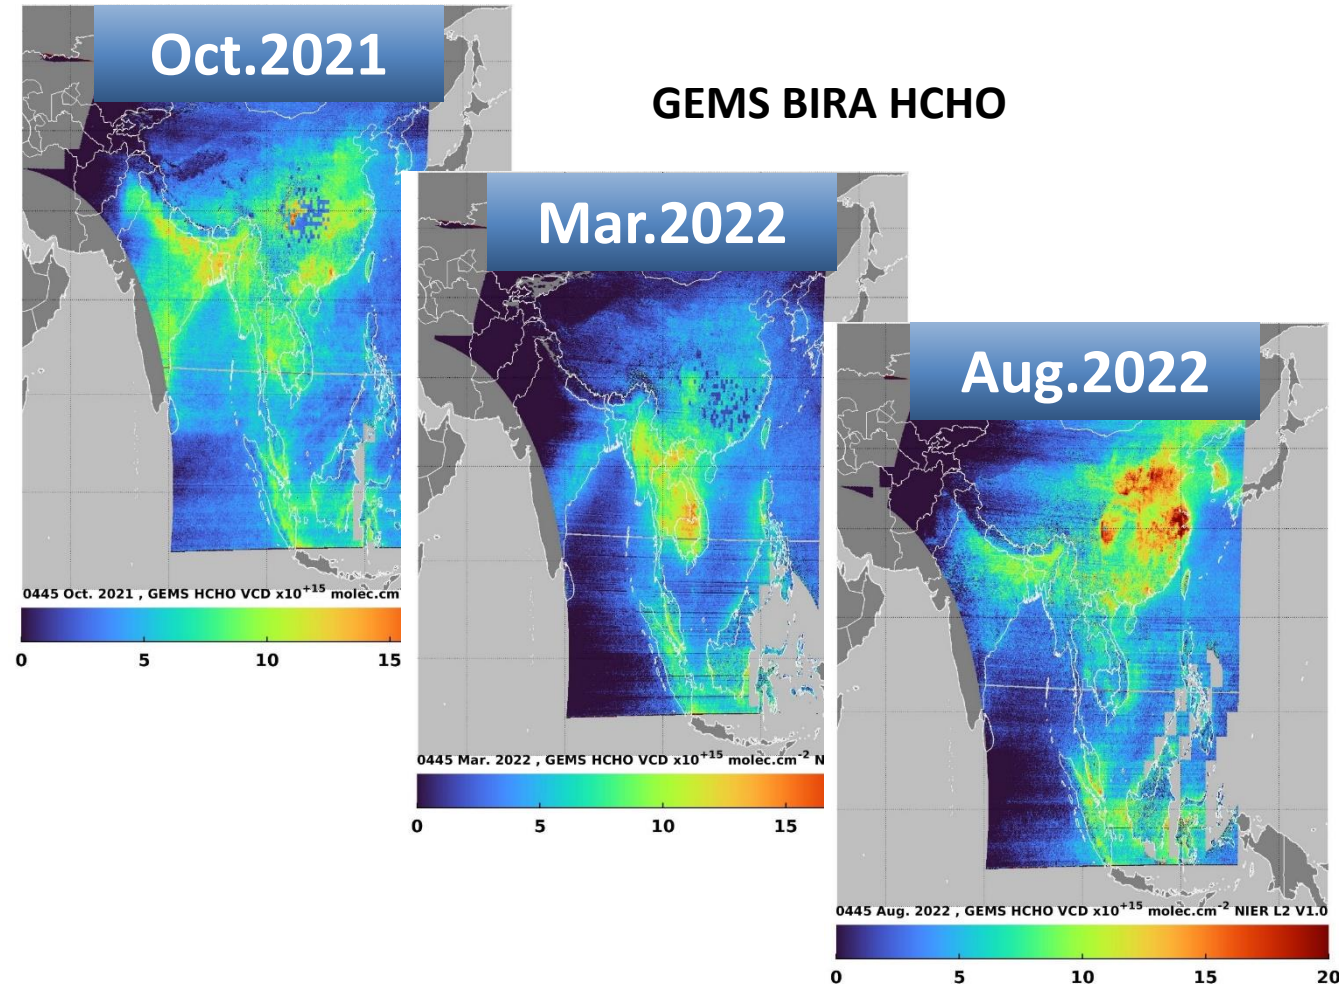 Oct.2021
GEMS BIRA HCHO
Mar.2022
Aug.2022
0445 Oct. 2021 , GEMS HCHO VCD x10+15 molec.cm
0 5 10 15
0445 Mar. 2022 , GEMS HCHO VCD x10+15 molec.cm-2 N
0 5 10 15
0445 Aug. 2022 , GEMS HCHO VCD x10+15 molec.cm-2 NIER L2 V1.0
0 5 10 15 20